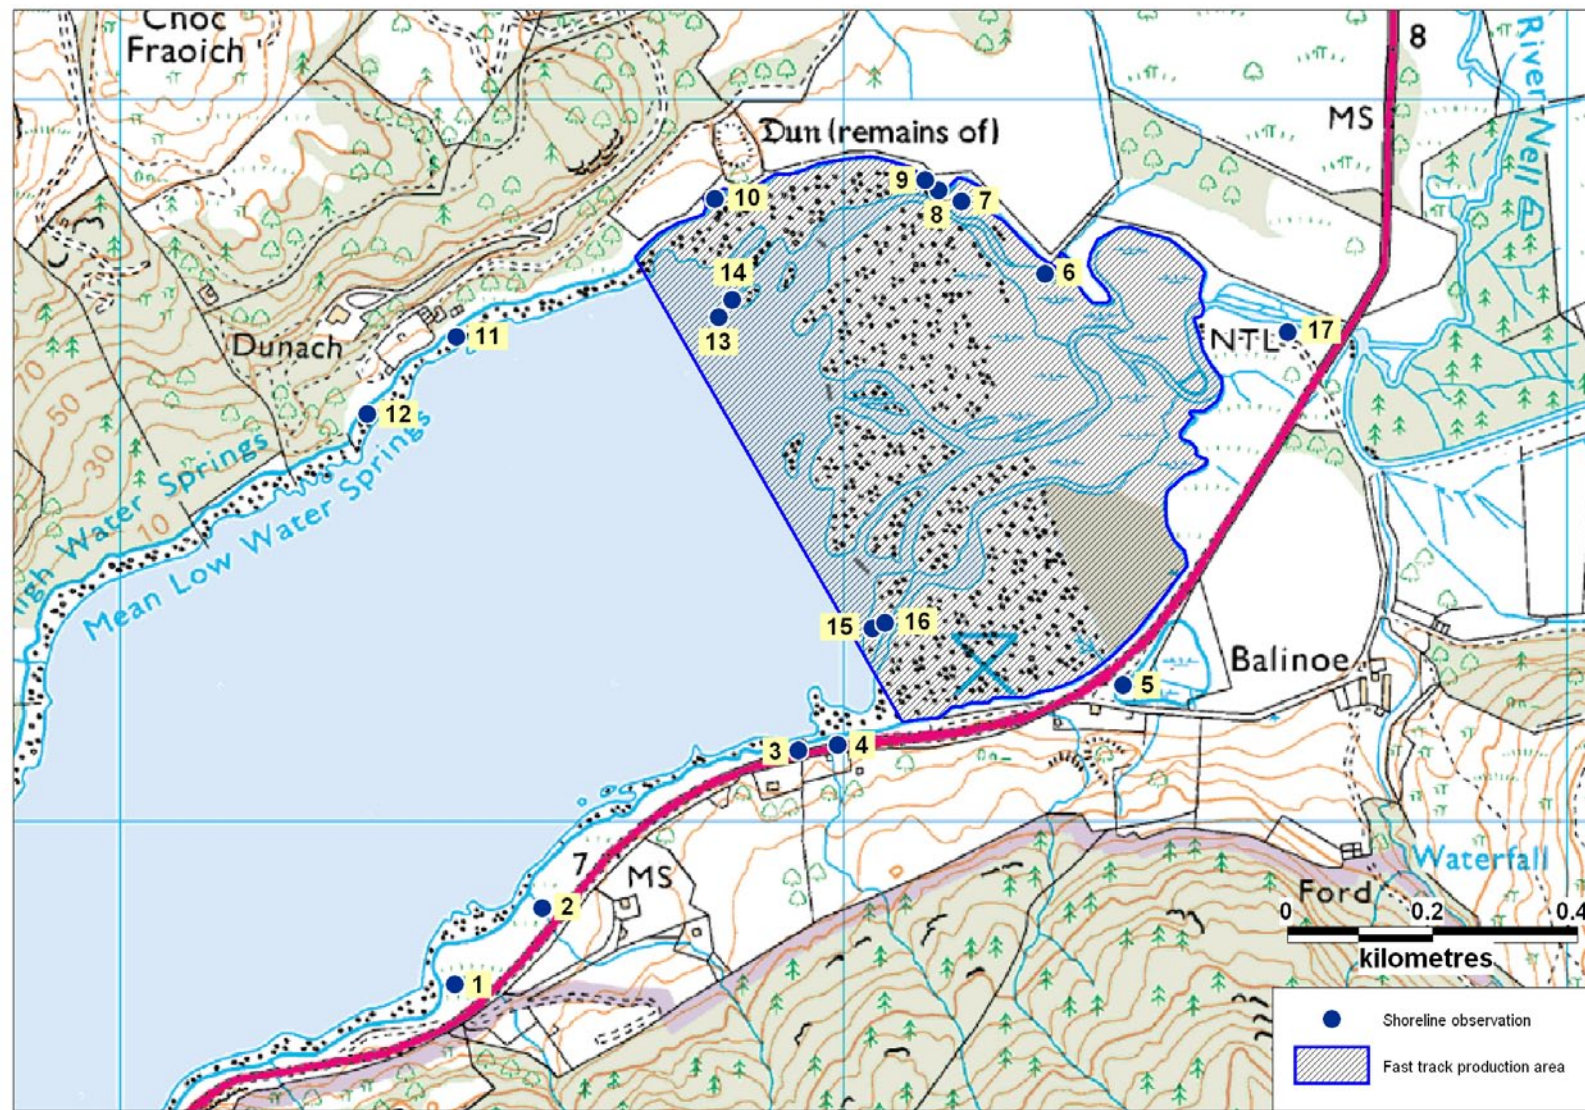 Cnoc
Fraoich
8
River Nell
MS
Dun (remains of)
9
10
8
7
6
14
13
17
NTL
11
Dunach
12
70
50
30
10
High Water Springs
Mean Low Water Springs
15
16
Balinoe
5
3
4
7
MS
Waterfall
Ford
2
1
0 0.2 0.4
kilometres
Shoreline observation
Fast track production area